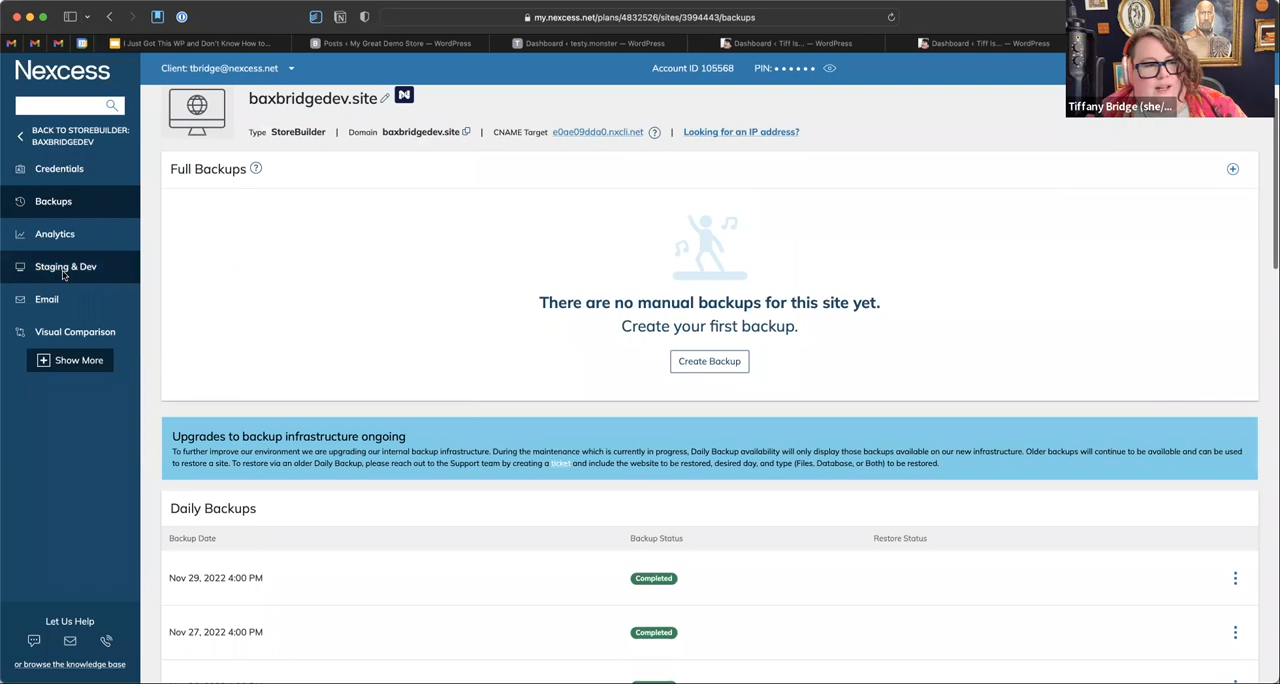 my.nexcess.net/plans/4832526/sites/3994443/backups
I Just Got This WP and Don't Know How to...
Posts ‹ My Great Demo Store — WordPress
Dashboard ‹ testy.monster — WordPress
Dashboard ‹ Tiff Is... — WordPress
Dashboard ‹ Tiff Is... — WordPress
Nexcess
Client: tbridge@nexcess.net
Account ID 105568
PIN: • • • • • •
Tiffany Bridge (she/...
BACK TO STOREBUILDER:
BAXBRIDGEDEV
Credentials
Backups
Analytics
Staging & Dev
Email
Visual Comparison
Show More
baxbridgedev.site
Type StoreBuilder | Domain baxbridgedev.site | CNAME Target e0ae09dda0.nxcli.net | Looking for an IP address?
Full Backups
There are no manual backups for this site yet.
Create your first backup.
Create Backup
Upgrades to backup infrastructure ongoing
To further improve our environment we are upgrading our internal backup infrastructure. During the maintenance which is currently in progress, Daily Backup availability will only display those backups available on our new infrastructure. Older backups will continue to be available and can be used
to restore a site. To restore via an older Daily Backup, please reach out to the Support team by creating a ticket and include the website to be restored, desired day, and type (Files, Database, or Both) to be restored.
Daily Backups
Backup Date Backup Status Restore Status
Nov 29, 2022 4:00 PM Completed
Nov 27, 2022 4:00 PM Completed
Let Us Help
or browse the knowledge base